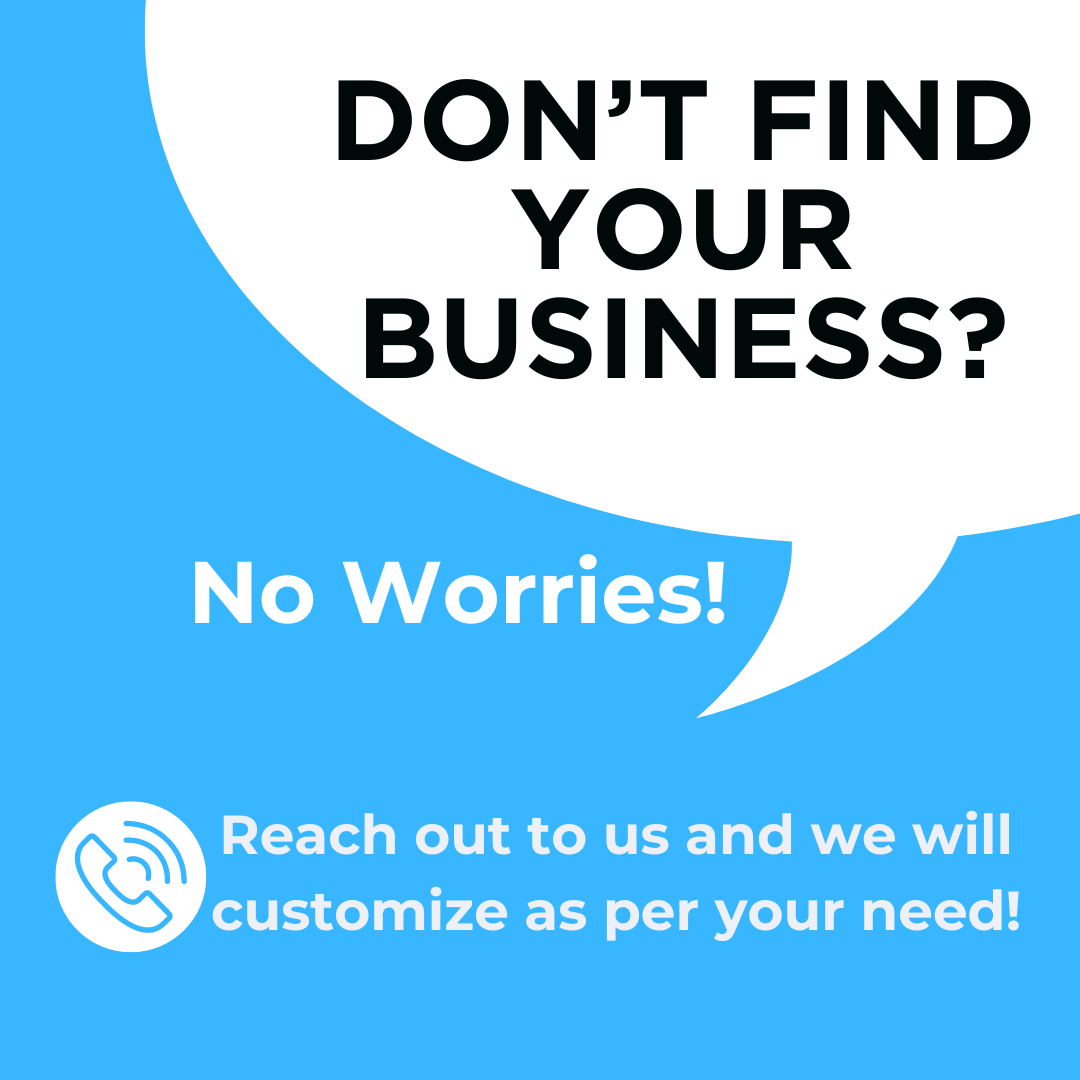 DON’T FIND
YOUR
BUSINESS?
No Worries!
Reach out to us and we will
customize as per your need!